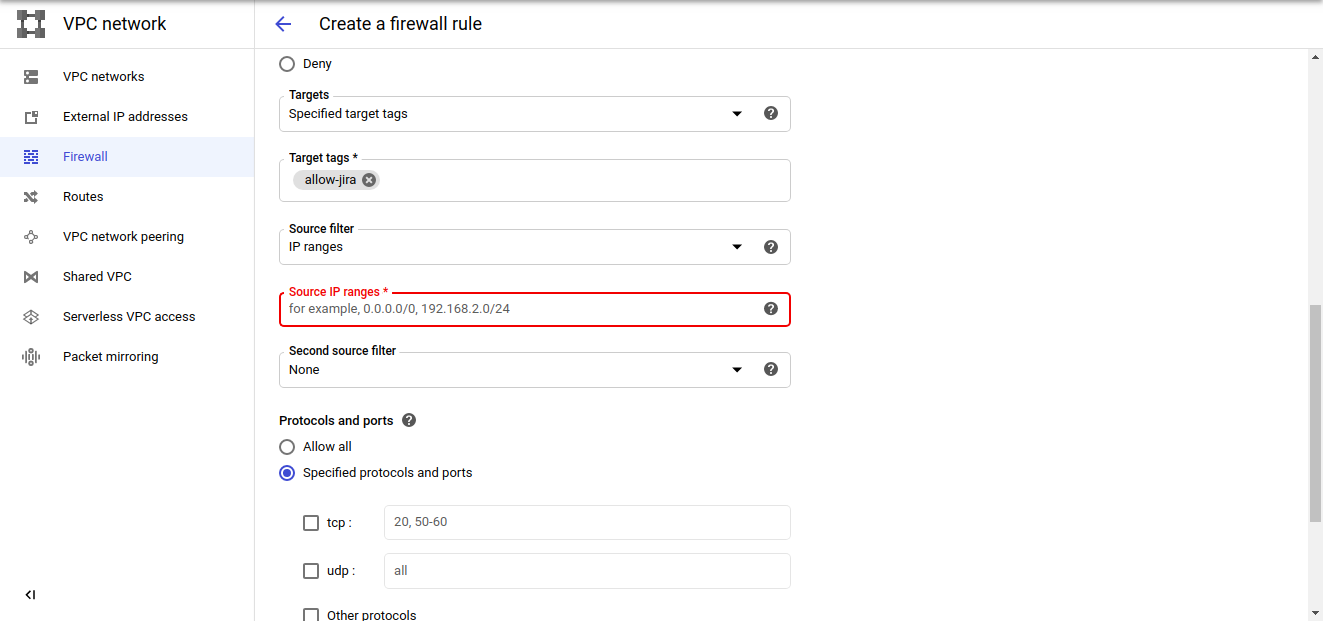 VPC network
Create a firewall rule
VPC networks
External IP addresses
Firewall
Routes
VPC network peering
Shared VPC
Serverless VPC access
Packet mirroring
Deny
Targets
Specified target tags
Target tags *
allow-jira
Source filter
IP ranges
Source IP ranges *
for example, 0.0.0.0/0, 192.168.2.0/24
Second source filter
None
Protocols and ports
Allow all
Specified protocols and ports
tcp : 20, 50-60
udp : all
Other protocols